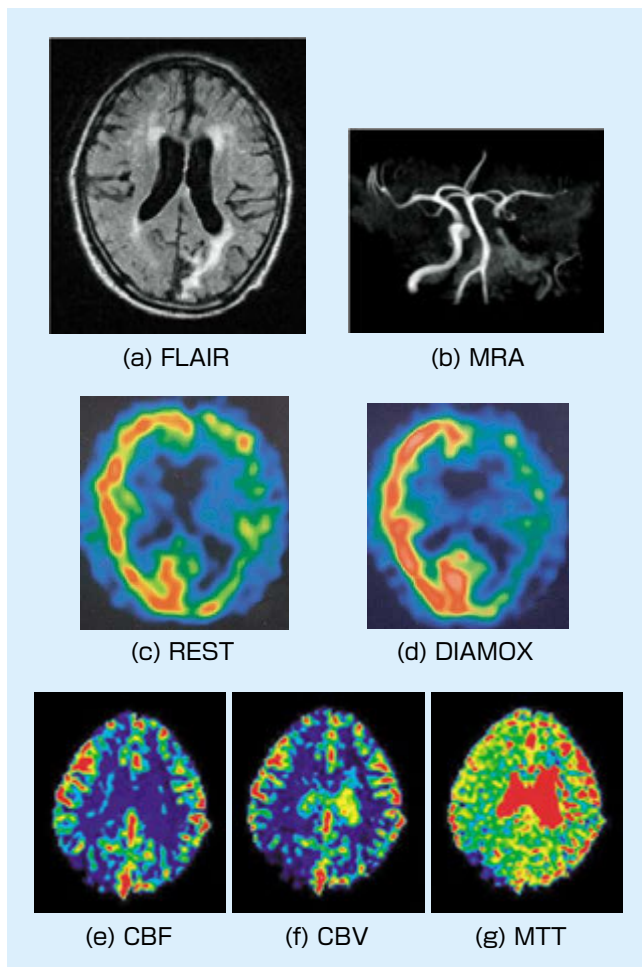 (a) FLAIR
(b) MRA
(c) REST
(d) DIAMOX
(e) CBF
(f) CBV
(g) MTT